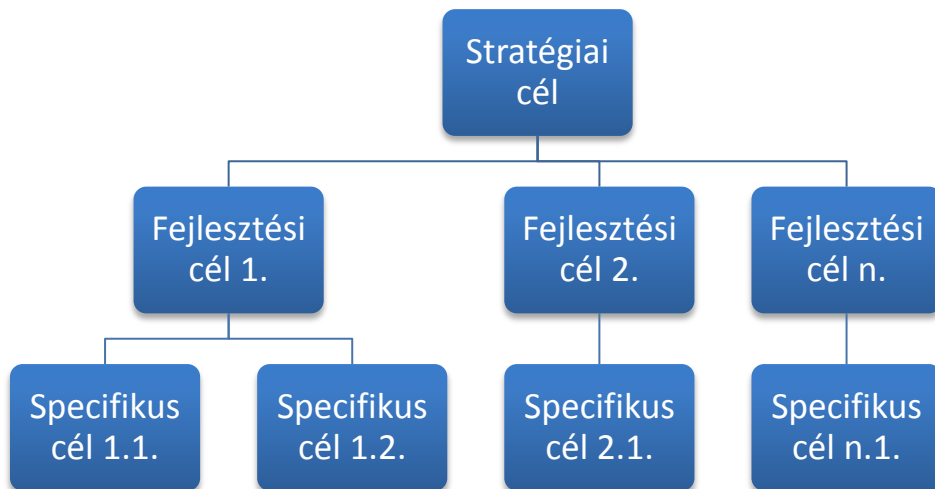 Stratégiai
cél
Fejlesztési
cél 1.
Fejlesztési
cél 2.
Fejlesztési
cél n.
Specifikus
cél 1.1.
Specifikus
cél 1.2.
Specifikus
cél 2.1.
Specifikus
cél n.1.